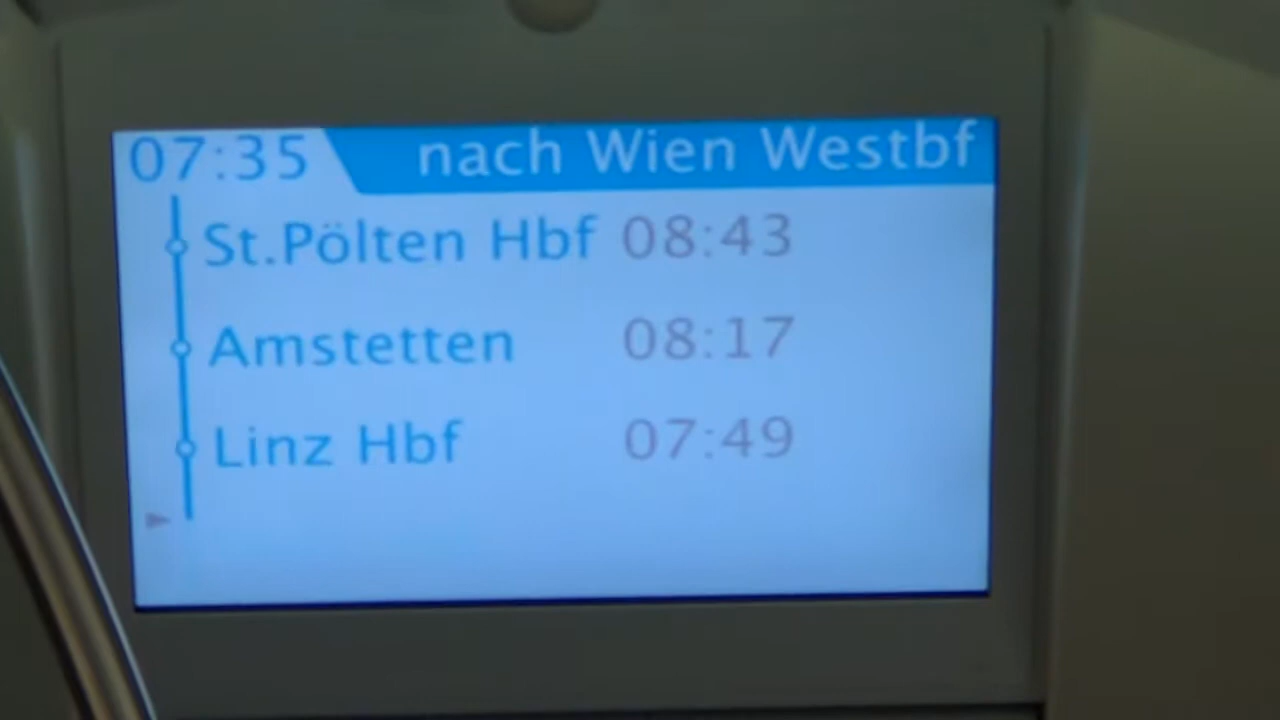 07:35 nach Wien Westbf
St.Pölten Hbf 08:43
Amstetten 08:17
Linz Hbf 07:49